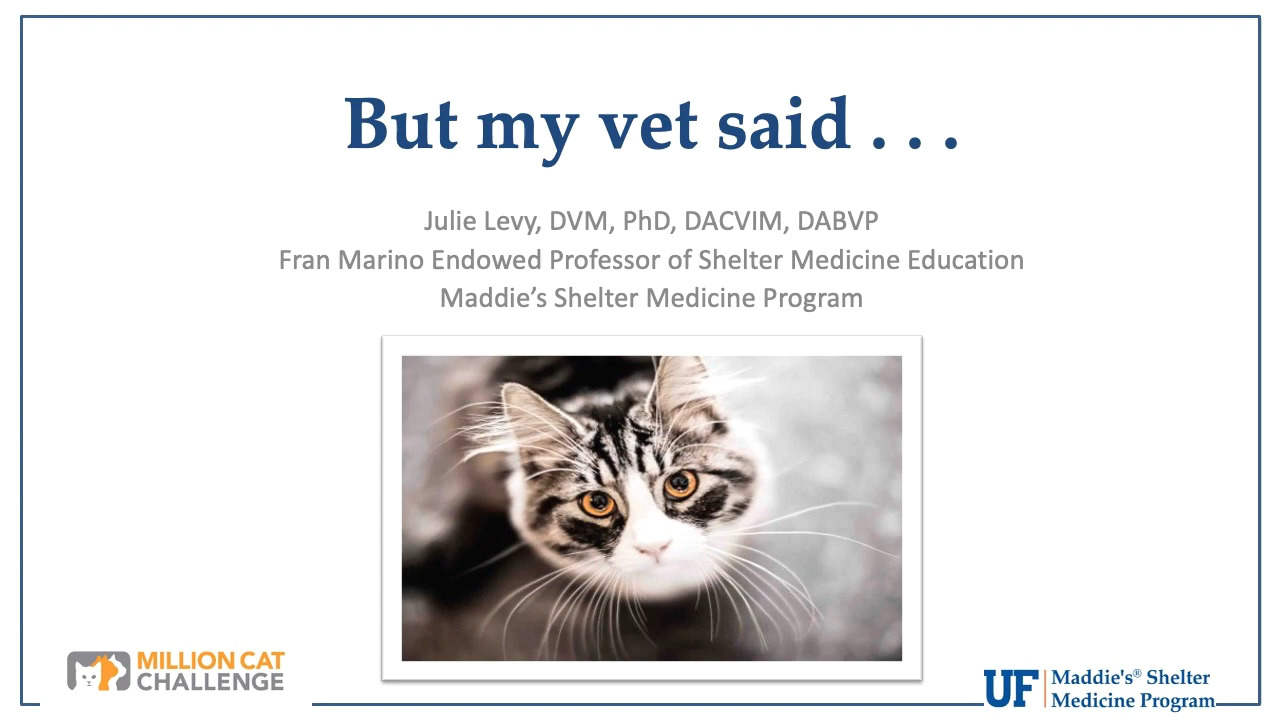 But my vet said . . .
Julie Levy, DVM, PhD, DACVIM, DABVP
Fran Marino Endowed Professor of Shelter Medicine Education
Maddie’s Shelter Medicine Program
MILLION CAT
CHALLENGE
UF
Maddie's® Shelter
Medicine Program